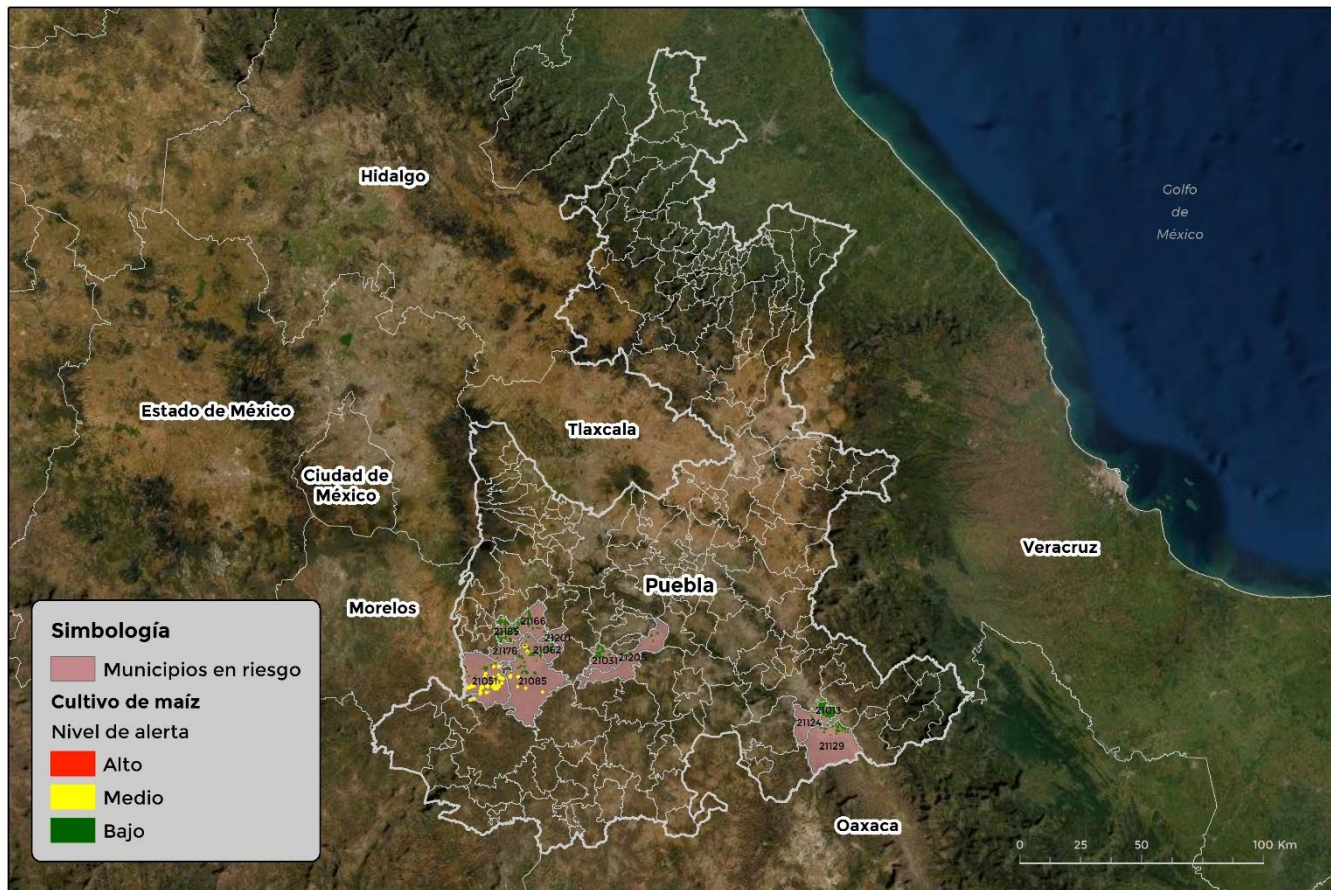 Hidalgo
Golfo
de
México
Estado de México
Tlaxcala
Ciudad de
México
Veracruz
Puebla
Morelos
21166
21185
21201
21176
21062
21031
21205
21051
21085
21013
21124
21129
Oaxaca
Simbología
Municipios en riesgo
Cultivo de maíz
Nivel de alerta
Alto
Medio
Bajo
0 25 50 100 Km